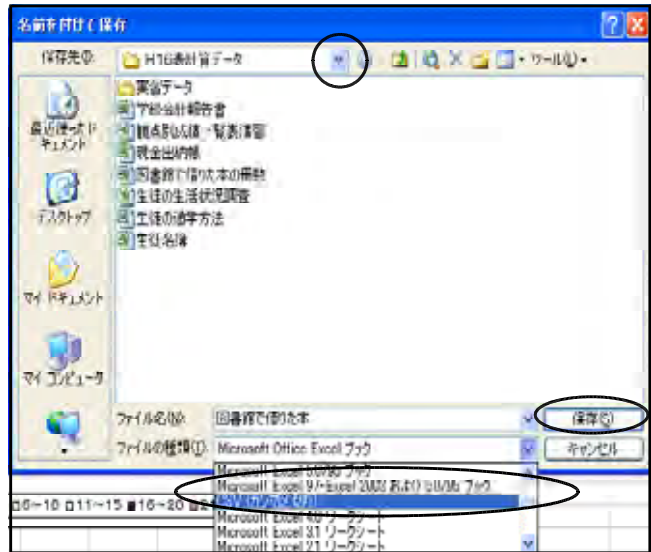 名前を付けて保存
保存先(I):
H16表計算データ
ツール(L)
実習データ
学級会計報告書
観点別成績一覧表演習
現金出納帳
図書館で借りた本の冊数
生徒の生活状況調査
生徒の通学方法
生徒名簿
最近使ったド
キュメント
デスクトップ
マイ ドキュメント
マイ コンピュータ
ファイル名(N):
図書館で借りた本
保存(S)
ファイルの種類(T):
Microsoft Office Excel ブック
キャンセル
Microsoft Excel 5.0/95 ブック
Microsoft Excel 97-Excel 2003 および 5.0/95 ブック
CSV (カンマ区切り)
Microsoft Excel 4.0 ワークシート
Microsoft Excel 3.1 ワークシート
Microsoft Excel 2.1 ワークシート
6~10 11~15 16~20